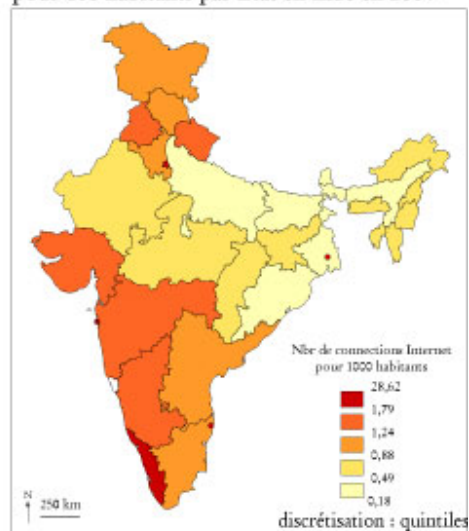 Nbr de connections Internet
pour 1000 habitants
28,62
1,79
1,24
0,88
0,49
0,18
N
250 km
discrétisation : quintiles